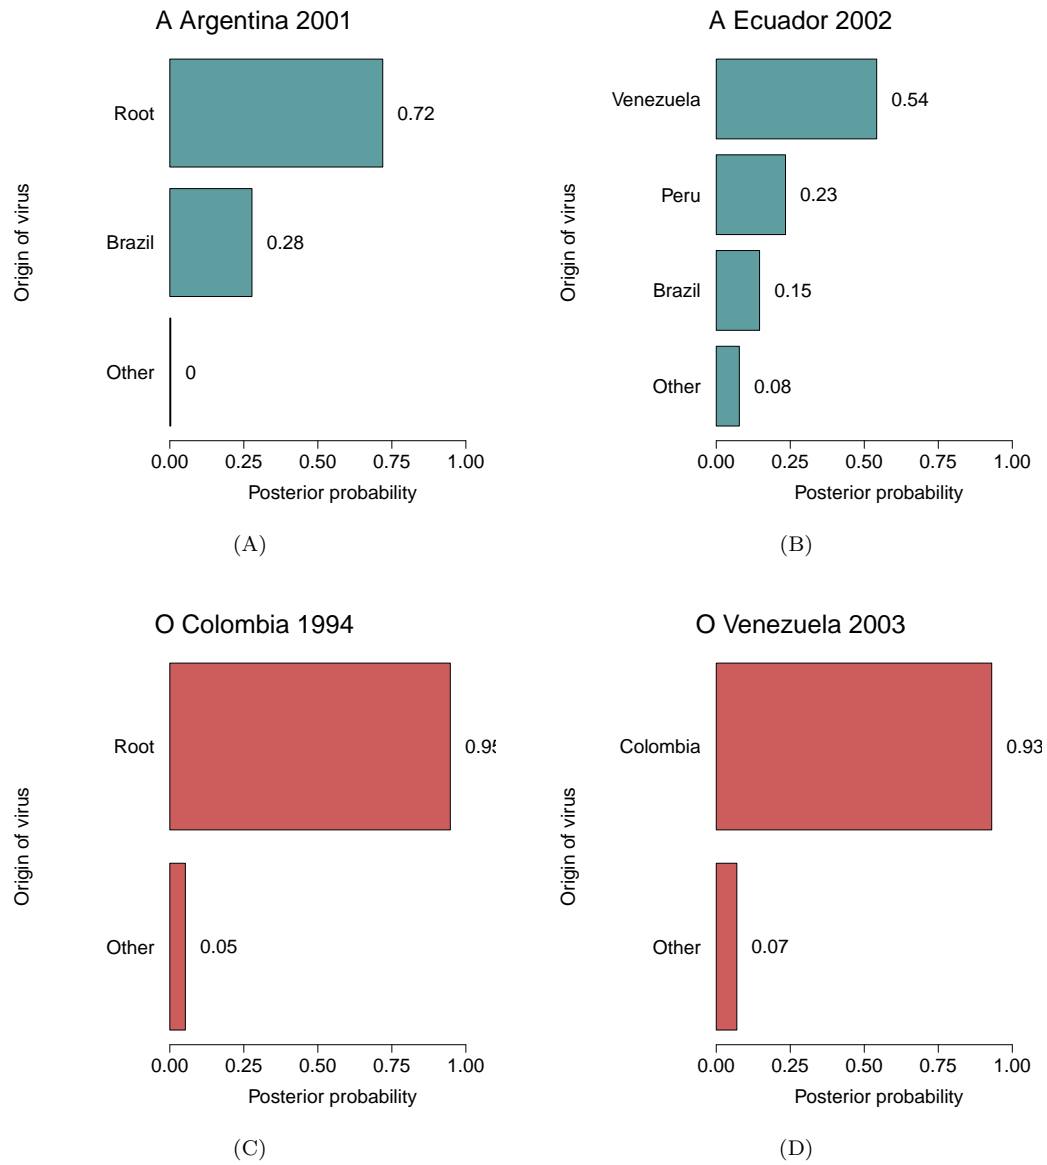 A Argentina 2001
Origin of virus
Root
0.72
Brazil
0.28
Other
0
0.00 0.25 0.50 0.75 1.00
Posterior probability
(A)
A Ecuador 2002
Origin of virus
Venezuela
0.54
Peru
0.23
Brazil
0.15
Other
0.08
0.00 0.25 0.50 0.75 1.00
Posterior probability
(B)
O Colombia 1994
Origin of virus
Root
0.95
Other
0.05
0.00 0.25 0.50 0.75 1.00
Posterior probability
(C)
O Venezuela 2003
Origin of virus
Colombia
0.93
Other
0.07
0.00 0.25 0.50 0.75 1.00
Posterior probability
(D)